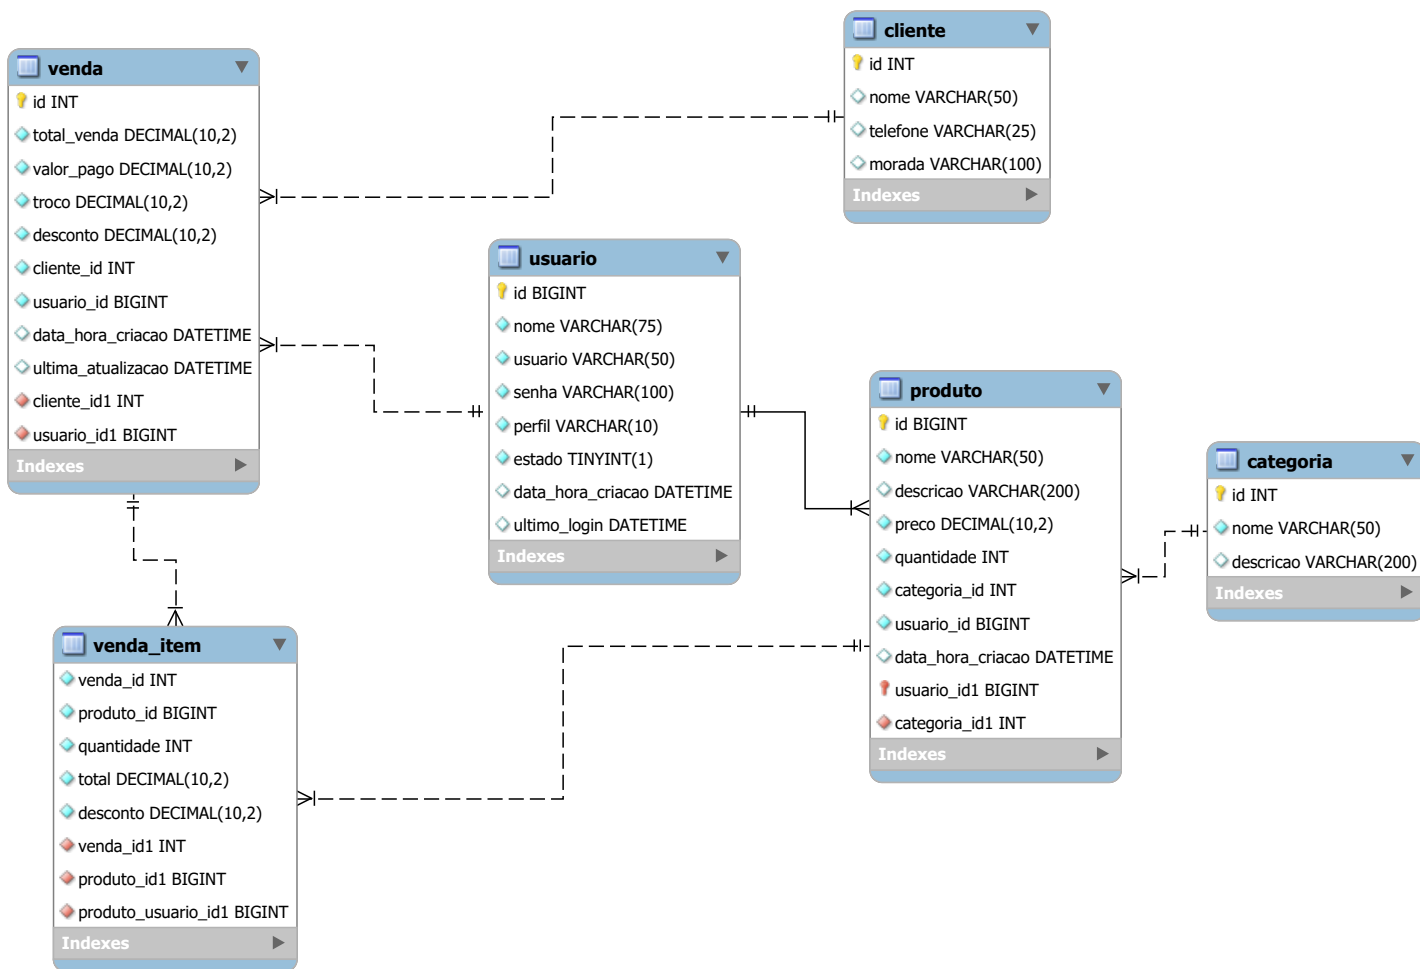 venda
id INT
total_venda DECIMAL(10,2)
valor_pago DECIMAL(10,2)
troco DECIMAL(10,2)
desconto DECIMAL(10,2)
cliente_id INT
usuario_id BIGINT
data_hora_criacao DATETIME
ultima_atualizacao DATETIME
cliente_id1 INT
usuario_id1 BIGINT
Indexes
cliente
id INT
nome VARCHAR(50)
telefone VARCHAR(25)
morada VARCHAR(100)
Indexes
usuario
id BIGINT
nome VARCHAR(75)
usuario VARCHAR(50)
senha VARCHAR(100)
perfil VARCHAR(10)
estado TINYINT(1)
data_hora_criacao DATETIME
ultimo_login DATETIME
Indexes
produto
id BIGINT
nome VARCHAR(50)
descricao VARCHAR(200)
preco DECIMAL(10,2)
quantidade INT
categoria_id INT
usuario_id BIGINT
data_hora_criacao DATETIME
usuario_id1 BIGINT
categoria_id1 INT
Indexes
categoria
id INT
nome VARCHAR(50)
descricao VARCHAR(200)
Indexes
venda_item
venda_id INT
produto_id BIGINT
quantidade INT
total DECIMAL(10,2)
desconto DECIMAL(10,2)
venda_id1 INT
produto_id1 BIGINT
produto_usuario_id1 BIGINT
Indexes